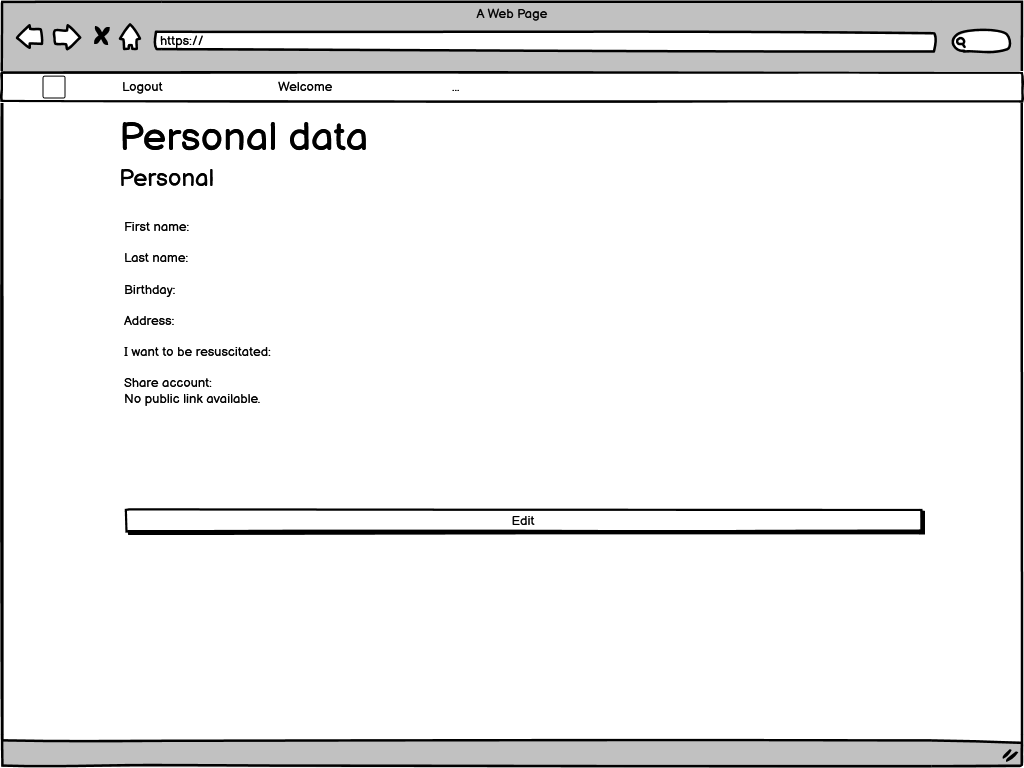 A Web Page
https://
Logout Welcome ...
Personal data
Personal
First name:
Last name:
Birthday:
Address:
I want to be resuscitated:
Share account:
No public link available.
Edit